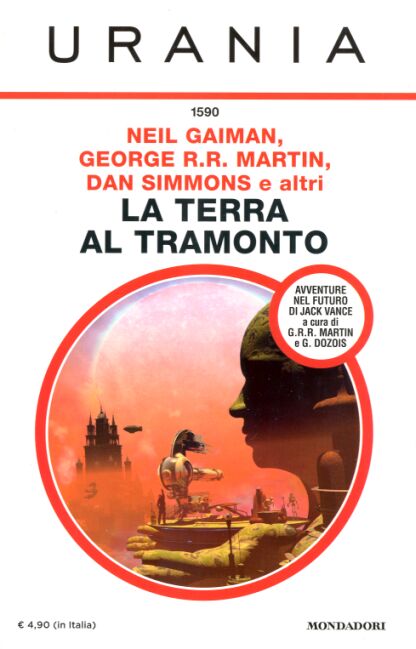 URANIA
1590
NEIL GAIMAN,
GEORGE R.R. MARTIN,
DAN SIMMONS e altri
LA TERRA
AL TRAMONTO
AVVENTURE
NEL FUTURO
DI JACK VANCE
a cura di
G.R.R. MARTIN
e G. DOZOIS
€ 4,90 (in Italia)
MONDADORI